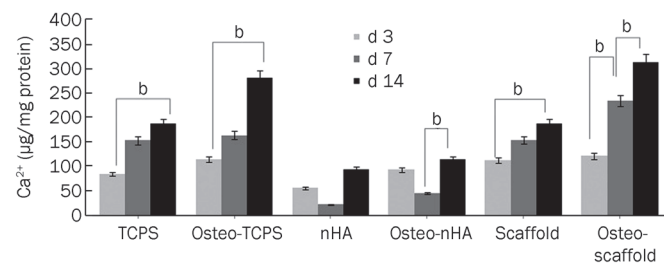 400
350
300
250
200
150
100
50
0
Ca²⁺ (µg/mg protein)
d 3
d 7
d 14
b
b
b
b
b
b
TCPS
Osteo-TCPS
nHA
Osteo-nHA
Scaffold
Osteo-
scaffold